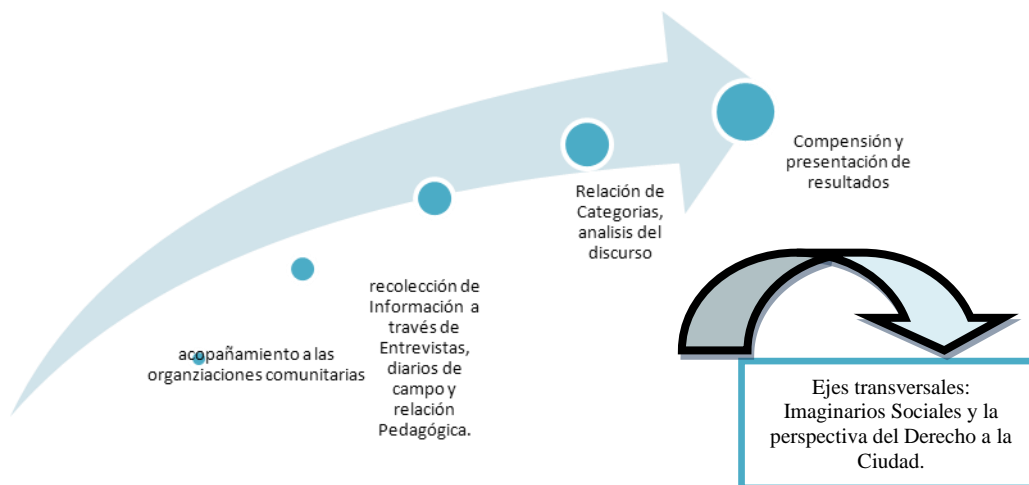 acopañamiento a las
organziaciones comunitarias
recolección de
Información a
través de
Entrevistas,
diarios de
campo y
relación
Pedagógica.
Relación de
Categorias,
analisis del
discurso
Compensión y
presentación de
resultados
Ejes transversales:
Imaginarios Sociales y la
perspectiva del Derecho a la
Ciudad.